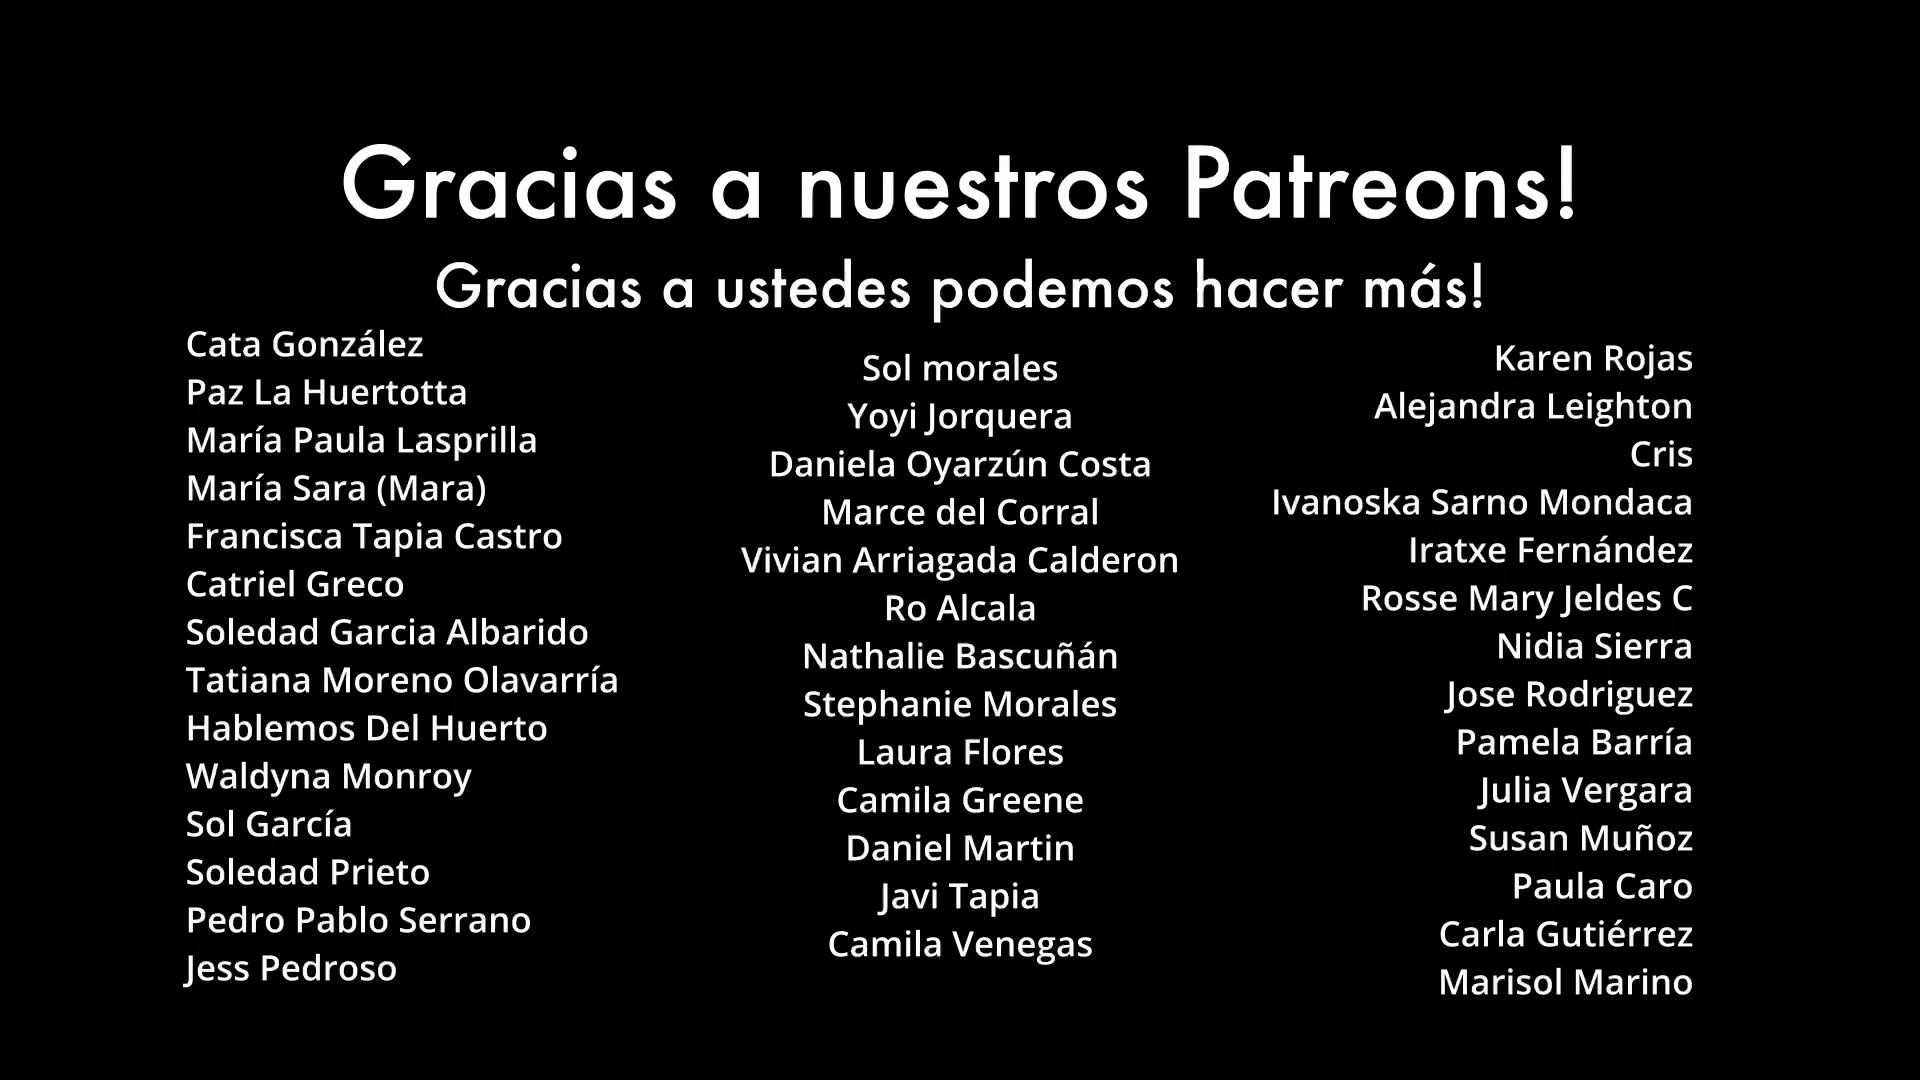 Gracias a nuestros Patreons!
Gracias a ustedes podemos hacer más!
Cata González
Paz La Huertotta
María Paula Lasprilla
María Sara (Mara)
Francisca Tapia Castro
Catriel Greco
Soledad Garcia Albarido
Tatiana Moreno Olavarría
Hablemos Del Huerto
Waldyna Monroy
Sol García
Soledad Prieto
Pedro Pablo Serrano
Jess Pedroso
Sol morales
Yoyi Jorquera
Daniela Oyarzún Costa
Marce del Corral
Vivian Arriagada Calderon
Ro Alcala
Nathalie Bascuñán
Stephanie Morales
Laura Flores
Camila Greene
Daniel Martin
Javi Tapia
Camila Venegas
Karen Rojas
Alejandra Leighton
Cris
Ivanoska Sarno Mondaca
Iratxe Fernández
Rosse Mary Jeldes C
Nidia Sierra
Jose Rodriguez
Pamela Barría
Julia Vergara
Susan Muñoz
Paula Caro
Carla Gutiérrez
Marisol Marino